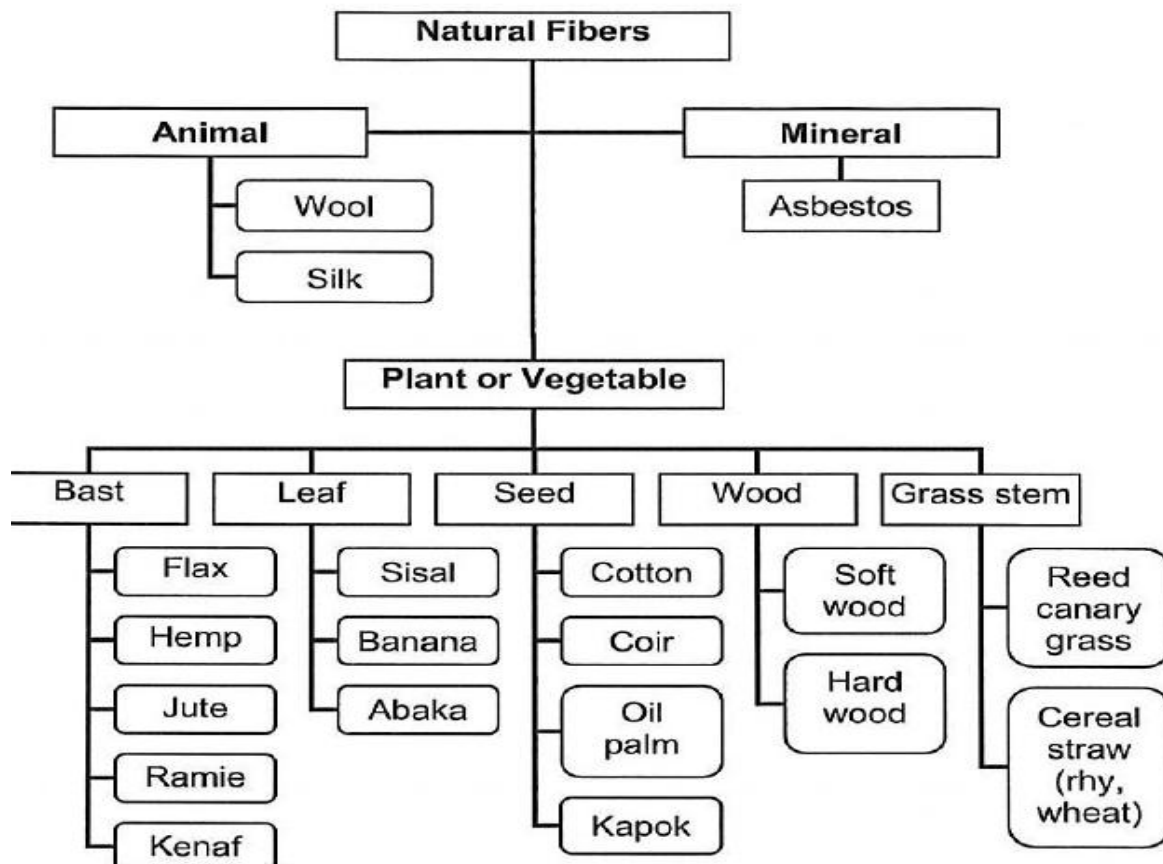 Natural Fibers
Animal
Mineral
Wool
Asbestos
Silk
Plant or Vegetable
Bast
Leaf
Seed
Wood
Grass stem
Flax
Hemp
Jute
Ramie
Kenaf
Sisal
Banana
Abaka
Cotton
Coir
Oil
palm
Kapok
Soft
wood
Hard
wood
Reed
canary
grass
Cereal
straw
(rhy,
wheat)